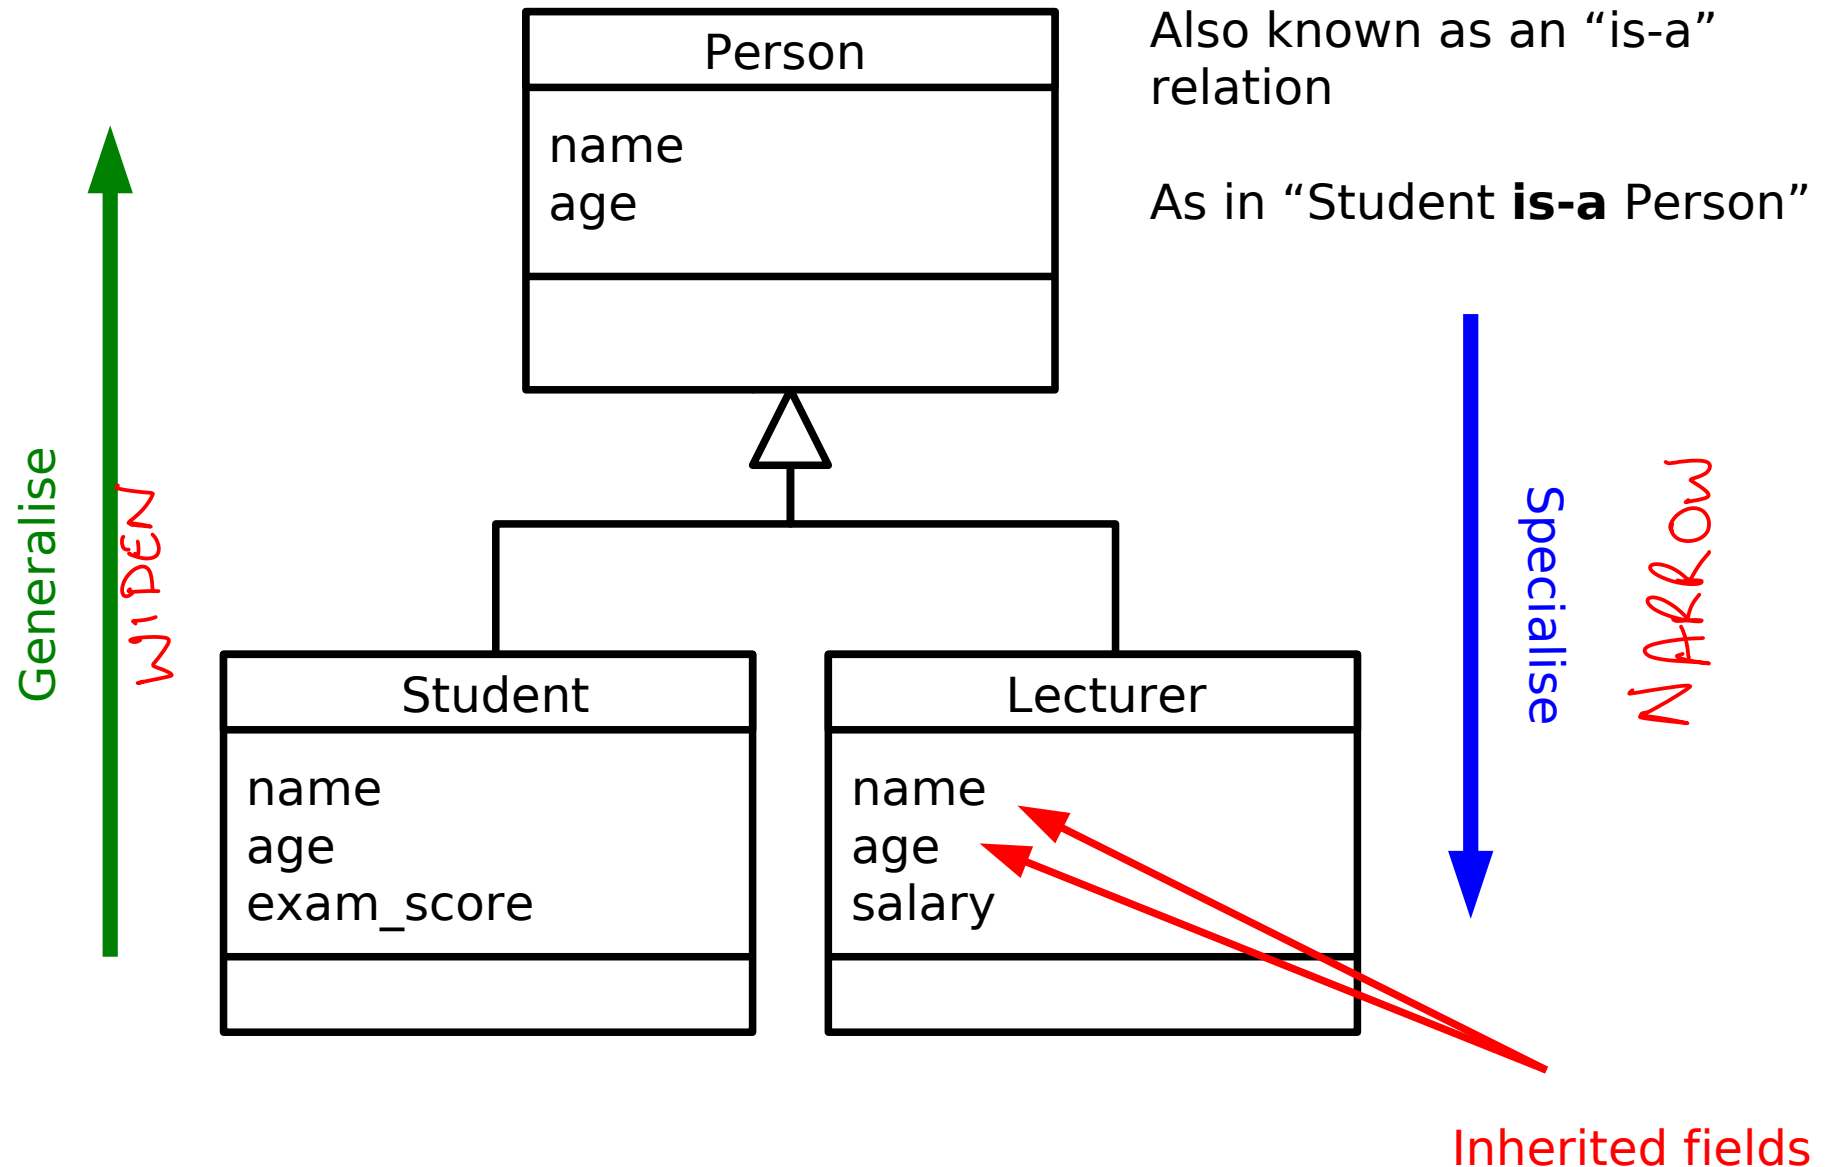 Person
name
age
Also known as an “is-a”
relation
As in “Student is-a Person”
Generalise
WIDEN
Specialise
NARROW
Student
name
age
exam_score
Lecturer
name
age
salary
Inherited fields